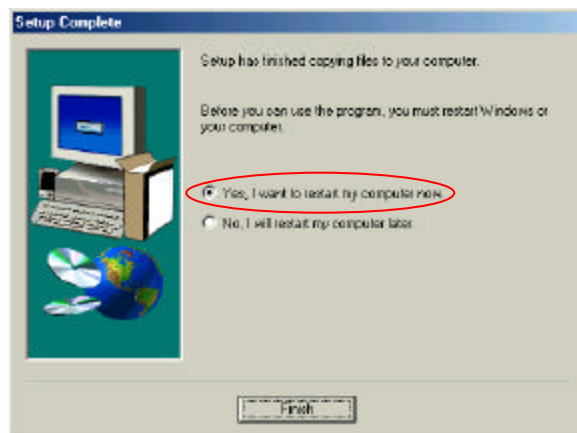 Setup Complete
Setup has finished copying files to your computer.
Before you can use the program, you must restart Windows or
your computer.
Yes, I want to restart my computer now.
No, I will restart my computer later.
Finish